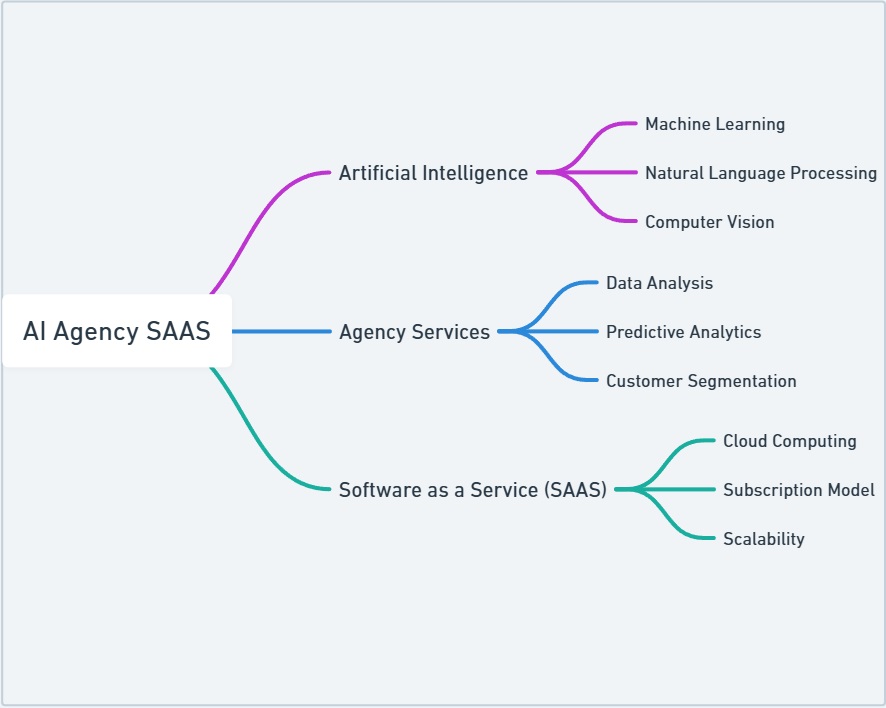 AI Agency SAAS
Artificial Intelligence
Machine Learning
Natural Language Processing
Computer Vision
Agency Services
Data Analysis
Predictive Analytics
Customer Segmentation
Software as a Service (SAAS)
Cloud Computing
Subscription Model
Scalability